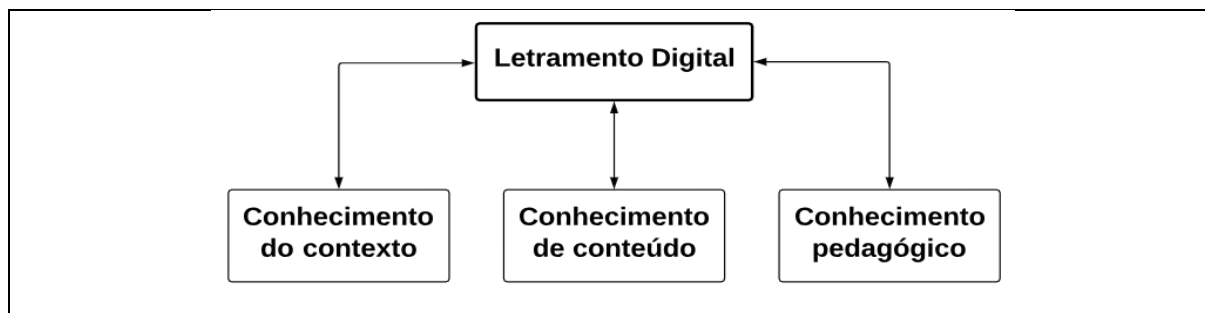 Letramento Digital
Conhecimento
do contexto
Conhecimento
de conteúdo
Conhecimento
pedagógico